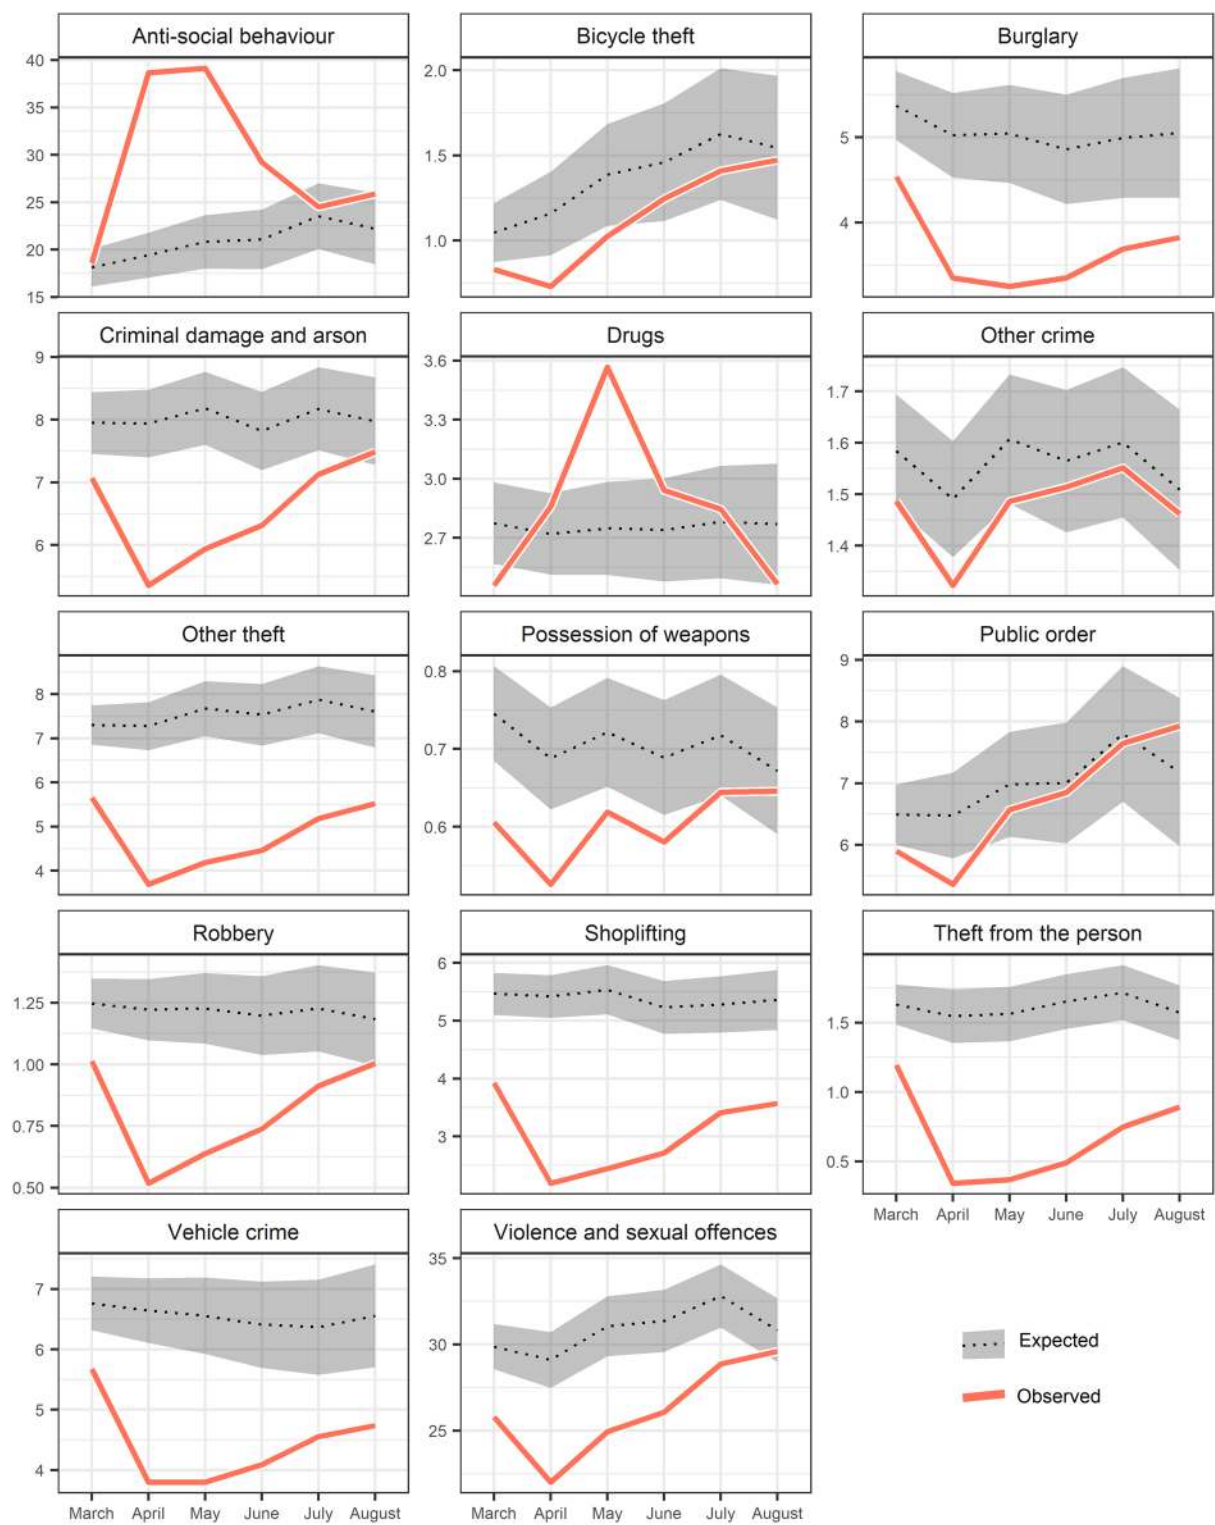 Anti-social behaviour
40
35
30
25
20
15
Bicycle theft
2.0
1.5
1.0
Burglary
5
4
Criminal damage and arson
9
8
7
6
Drugs
3.6
3.3
3.0
2.7
Other crime
1.7
1.6
1.5
1.4
Other theft
8
7
6
5
4
Possession of weapons
0.8
0.7
0.6
Public order
9
8
7
6
Robbery
1.25
1.00
0.75
0.50
Shoplifting
6
5
4
3
Theft from the person
1.5
1.0
0.5
March April May June July August
Vehicle crime
7
6
5
4
March April May June July August
Violence and sexual offences
35
30
25
March April May June July August
Expected
Observed